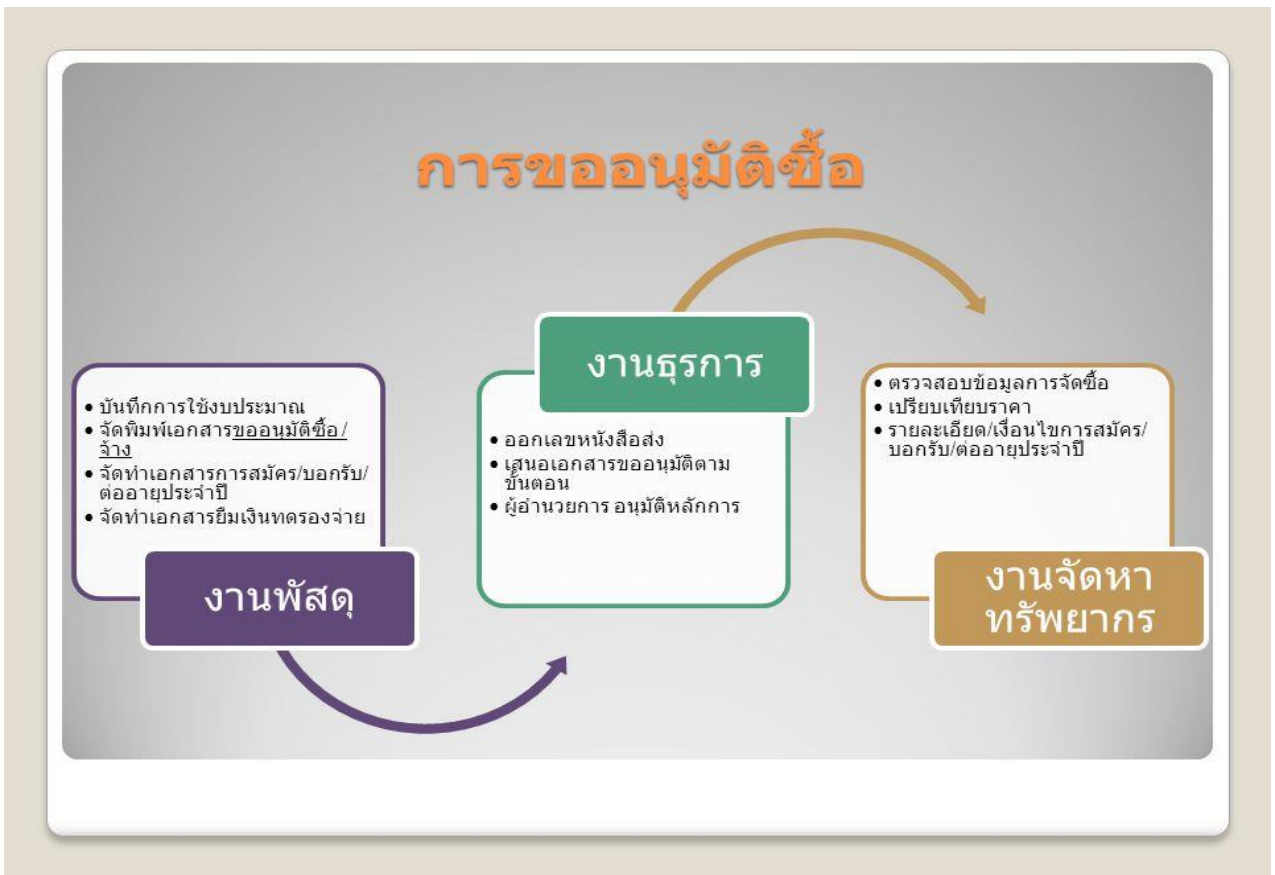 การขออนุมัติซื้อ
• บันทึกการใช้งบประมาณ
• จัดพิมพ์เอกสารขออนุมัติซื้อ/
จ้าง
• จัดทำเอกสารการสมัคร/บอกรับ/
ต่ออายุประจำปี
• จัดทำเอกสารยืมเงินทดรองจ่าย
งานพัสดุ
งานธุรการ
• ออกเลขหนังสือส่ง
• เสนอเอกสารขออนุมัติตาม
ขั้นตอน
• ผู้อำนวยการ อนุมัติหลักการ
• ตรวจสอบข้อมูลการจัดซื้อ
• เปรียบเทียบราคา
• รายละเอียด/เงื่อนไขการสมัคร/
บอกรับ/ต่ออายุประจำปี
งานจัดหา
ทรัพยากร